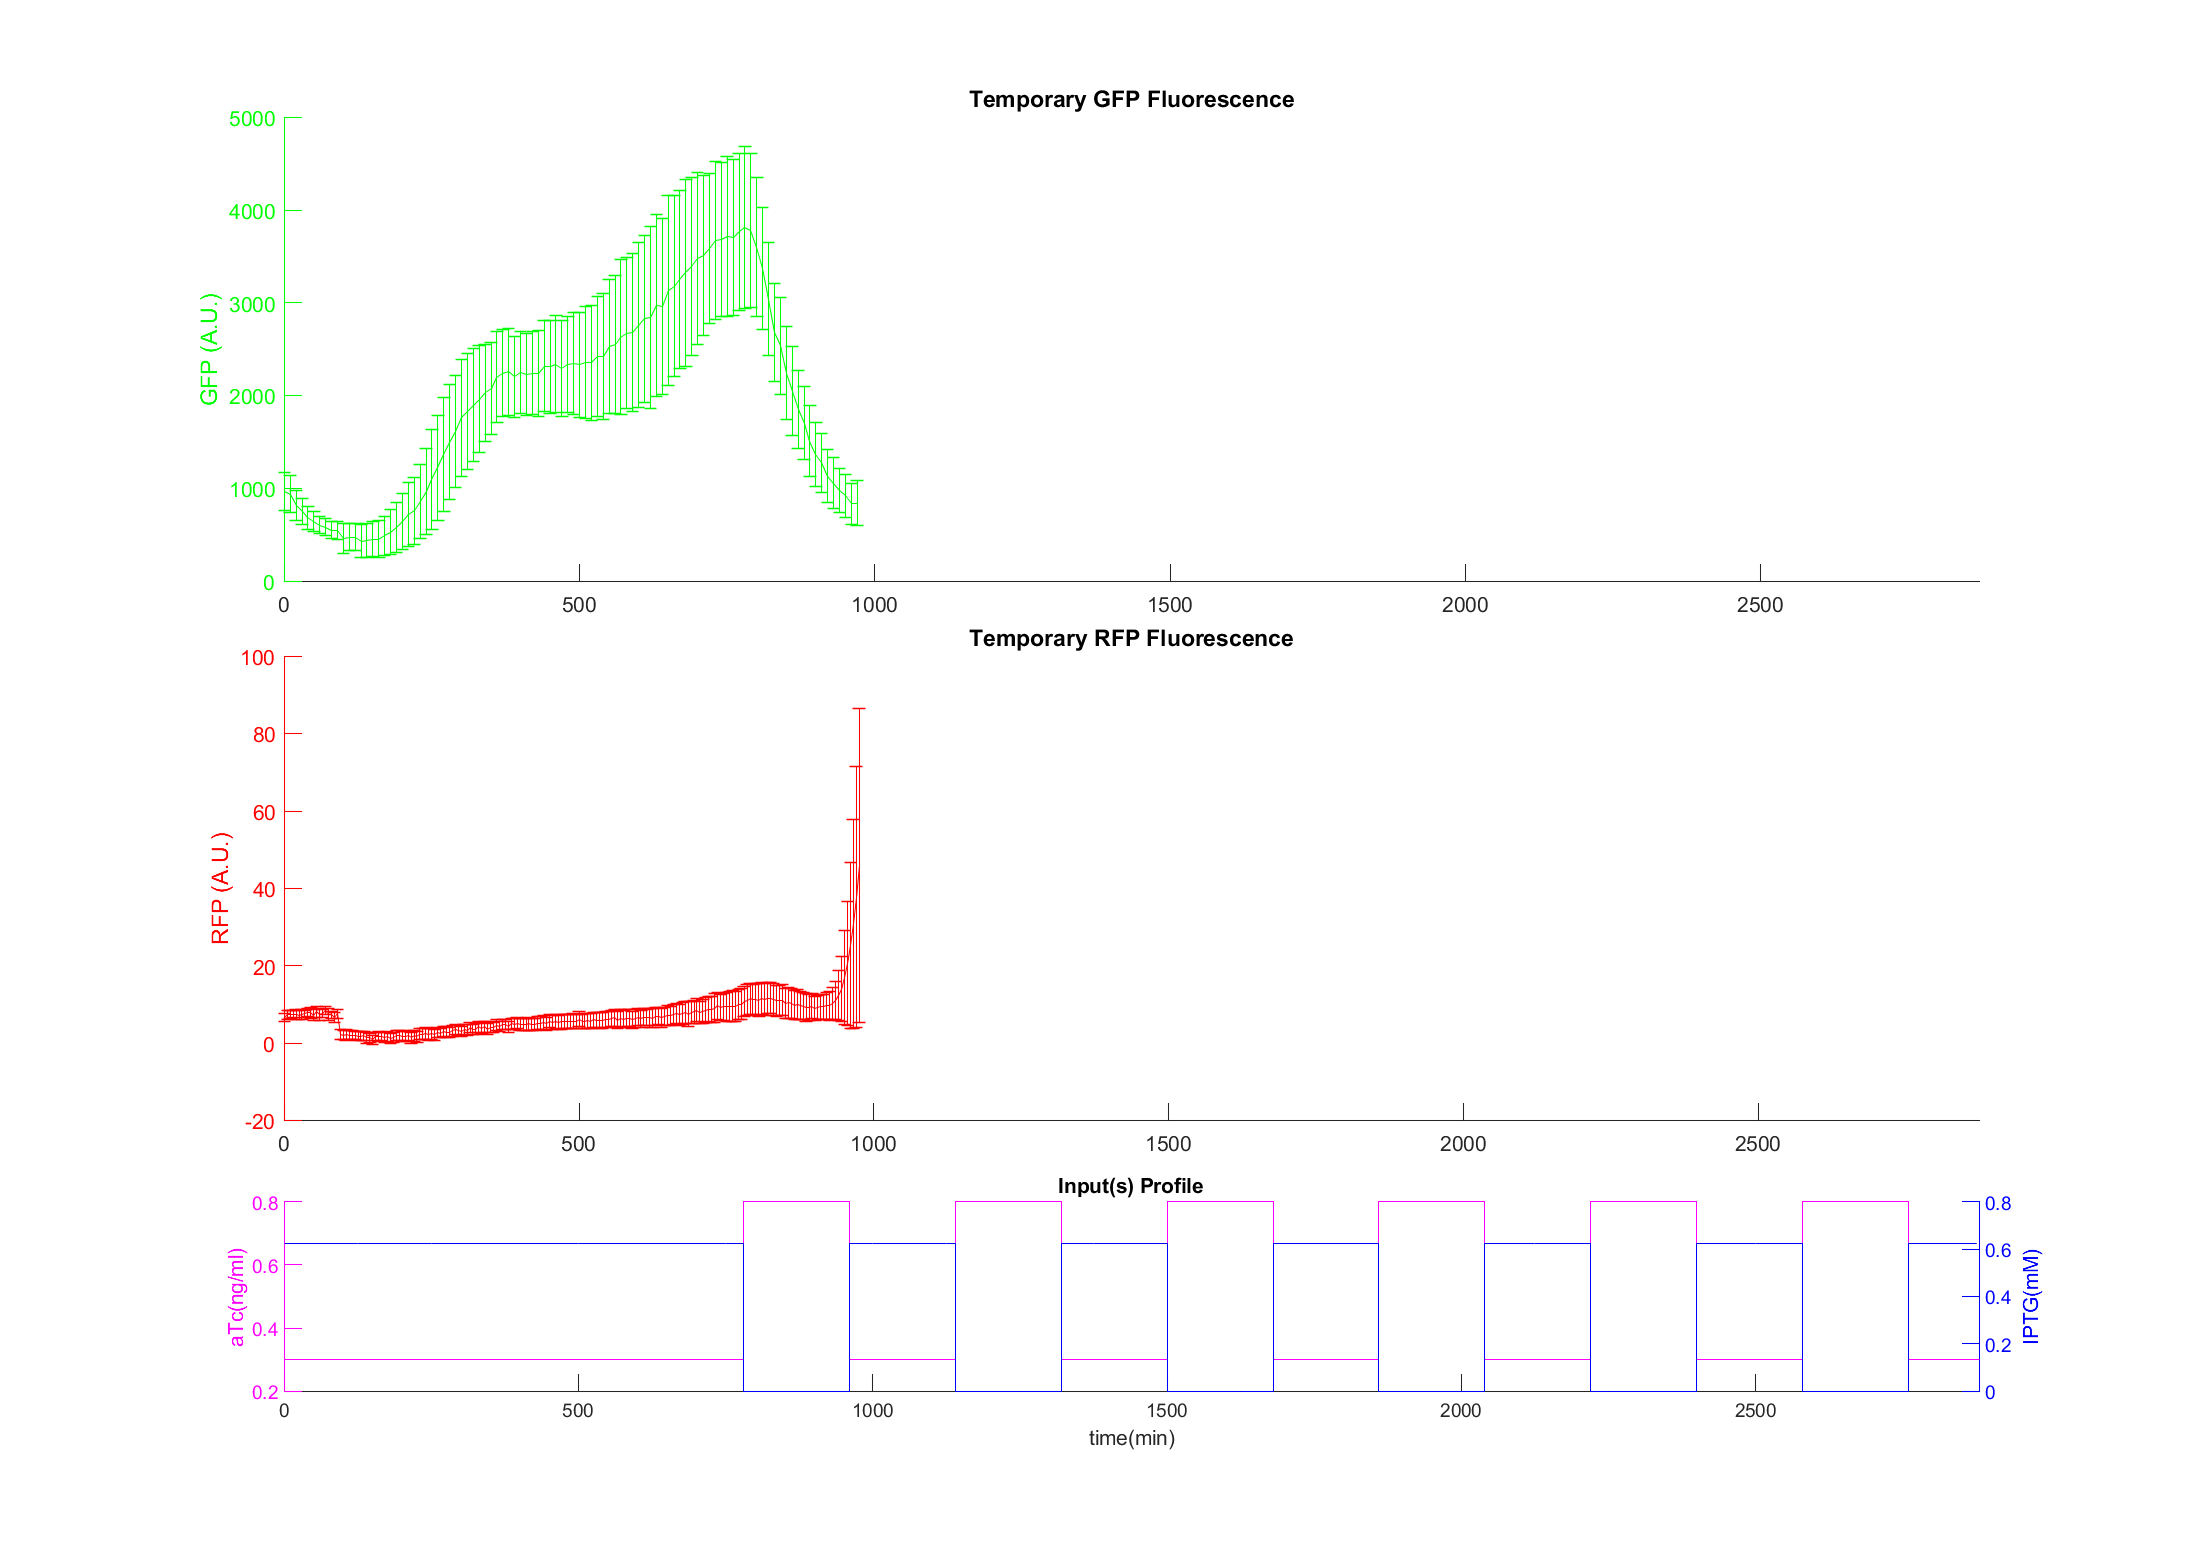 Temporary GFP Fluorescence
5000
4000
3000
2000
1000
0
GFP (A.U.)
0 500 1000 1500 2000 2500
Temporary RFP Fluorescence
100
80
60
40
20
0
-20
RFP (A.U.)
0 500 1000 1500 2000 2500
Input(s) Profile
0.8
0.6
0.4
0.2
aTc(ng/ml)
0.8
0.6
0.4
0.2
0
IPTG(mM)
0 500 1000 1500 2000 2500
time(min)